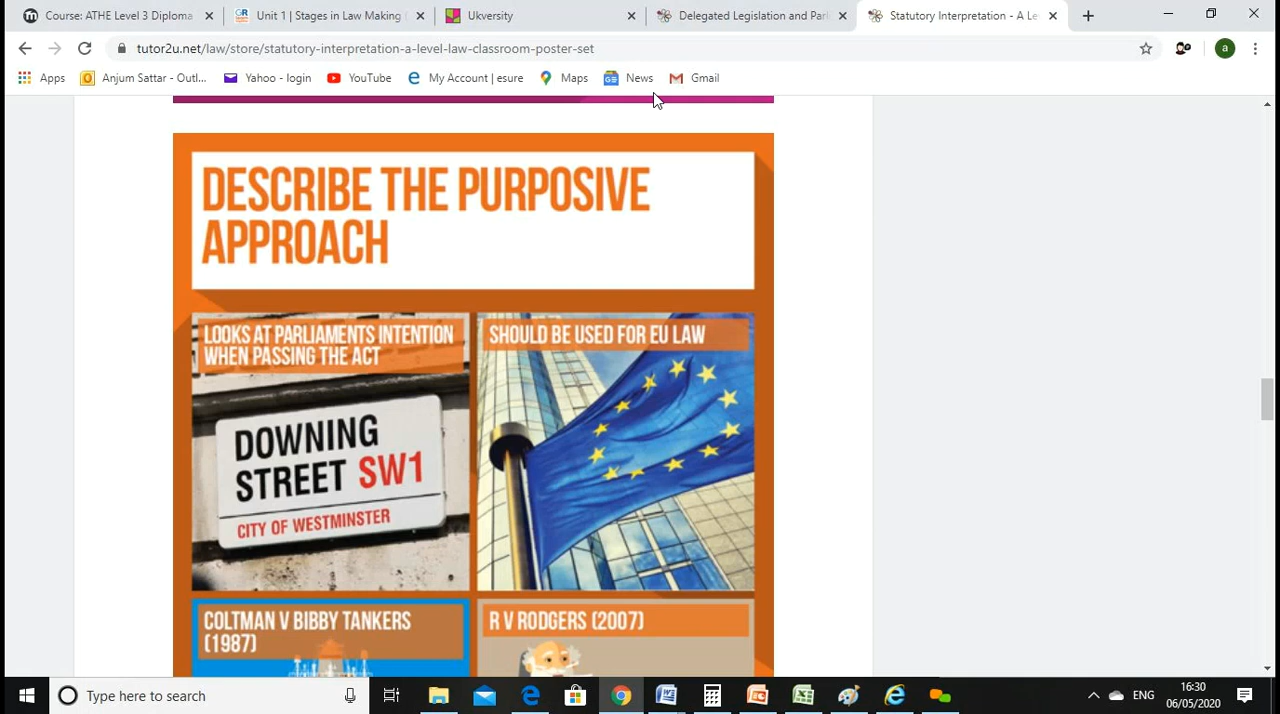 Course: ATHE Level 3 Diploma
Unit 1 | Stages in Law Making
Ukversity
Delegated Legislation and Par
Statutory Interpretation - A Le
tutor2u.net/law/store/statutory-interpretation-a-level-law-classroom-poster-set
a
Apps
Anjum Sattar - Outl...
Yahoo - login
YouTube
My Account | esure
Maps
News
Gmail
DESCRIBE THE PURPOSIVE
APPROACH
LOOKS AT PARLIAMENTS INTENTION
WHEN PASSING THE ACT
SHOULD BE USED FOR EU LAW
DOWNING
STREET SW1
CITY OF WESTMINSTER
COLTMAN V BIBBY TANKERS
(1987)
R V RODGERS (2007)
Type here to search
ENG
16:30
06/05/2020